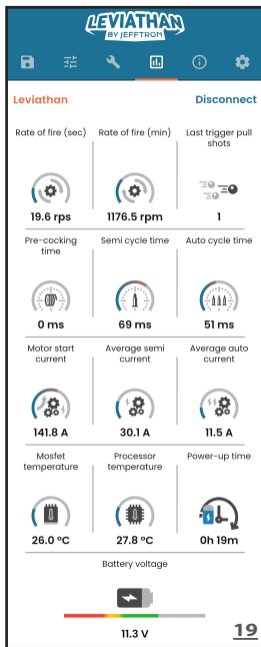 LEVIATHAN
BY JEFFTRON
Leviathan Disconnect
Rate of fire (sec) Rate of fire (min) Last trigger pull
shots
19.6 rps 1176.5 rpm 1
Pre-cocking
time Semi cycle time Auto cycle time
0 ms 69 ms 51 ms
Motor start
current Average semi
current Average auto
current
141.8 A 30.1 A 11.5 A
Mosfet
temperature Processor
temperature Power-up time
26.0 ºC 27.8 ºC 0h 19m
Battery voltage
11.3 V
19